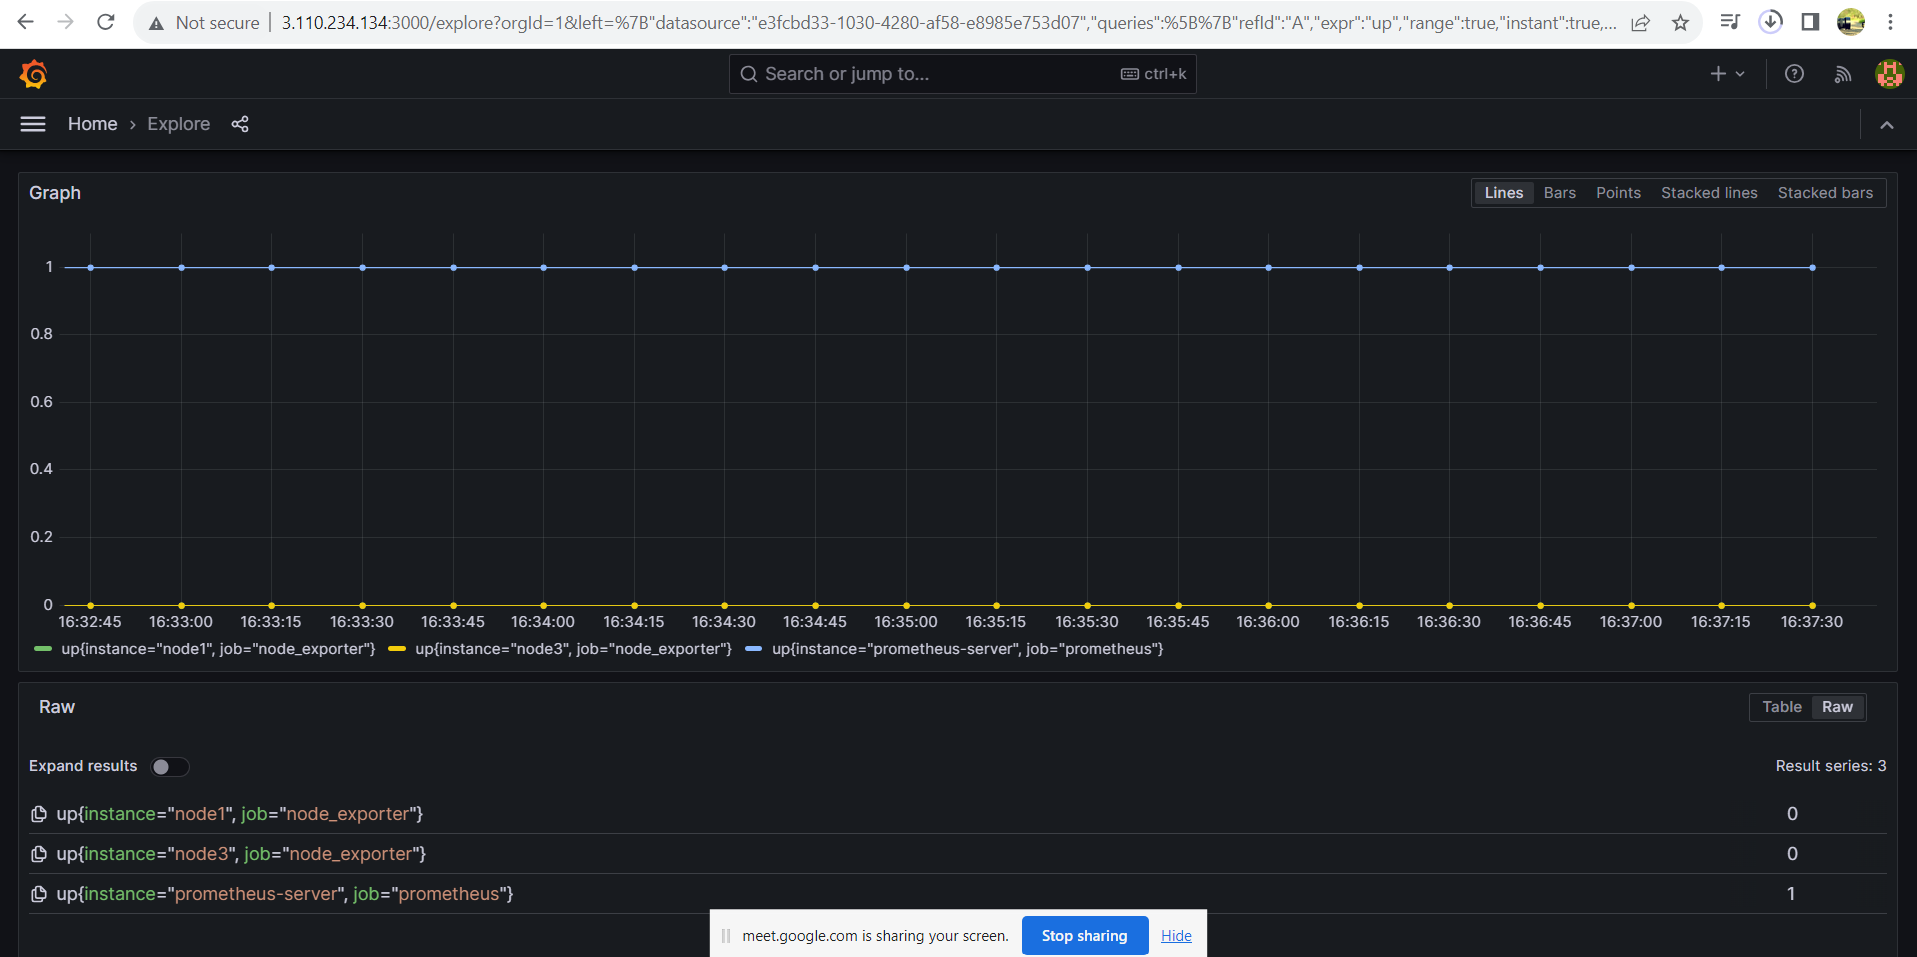 Not secure | 3.110.234.134:3000/explore?orgId=1&left=%7B"datasource":"e3fcbd33-1030-4280-af58-e8985e753d07","queries":%5B%7B"refId":"A","expr":"up","range":true,"instant":true,...
Search or jump to... ctrl+k
Home › Explore
Graph
Lines Bars Points Stacked lines Stacked bars
1
0.8
0.6
0.4
0.2
0
16:32:45 16:33:00 16:33:15 16:33:30 16:33:45 16:34:00 16:34:15 16:34:30 16:34:45 16:35:00 16:35:15 16:35:30 16:35:45 16:36:00 16:36:15 16:36:30 16:36:45 16:37:00 16:37:15 16:37:30
up{instance="node1", job="node_exporter"} up{instance="node3", job="node_exporter"} up{instance="prometheus-server", job="prometheus"}
Raw
Table Raw
Expand results Result series: 3
up{instance="node1", job="node_exporter"} 0
up{instance="node3", job="node_exporter"} 0
up{instance="prometheus-server", job="prometheus"} 1
meet.google.com is sharing your screen. Stop sharing Hide